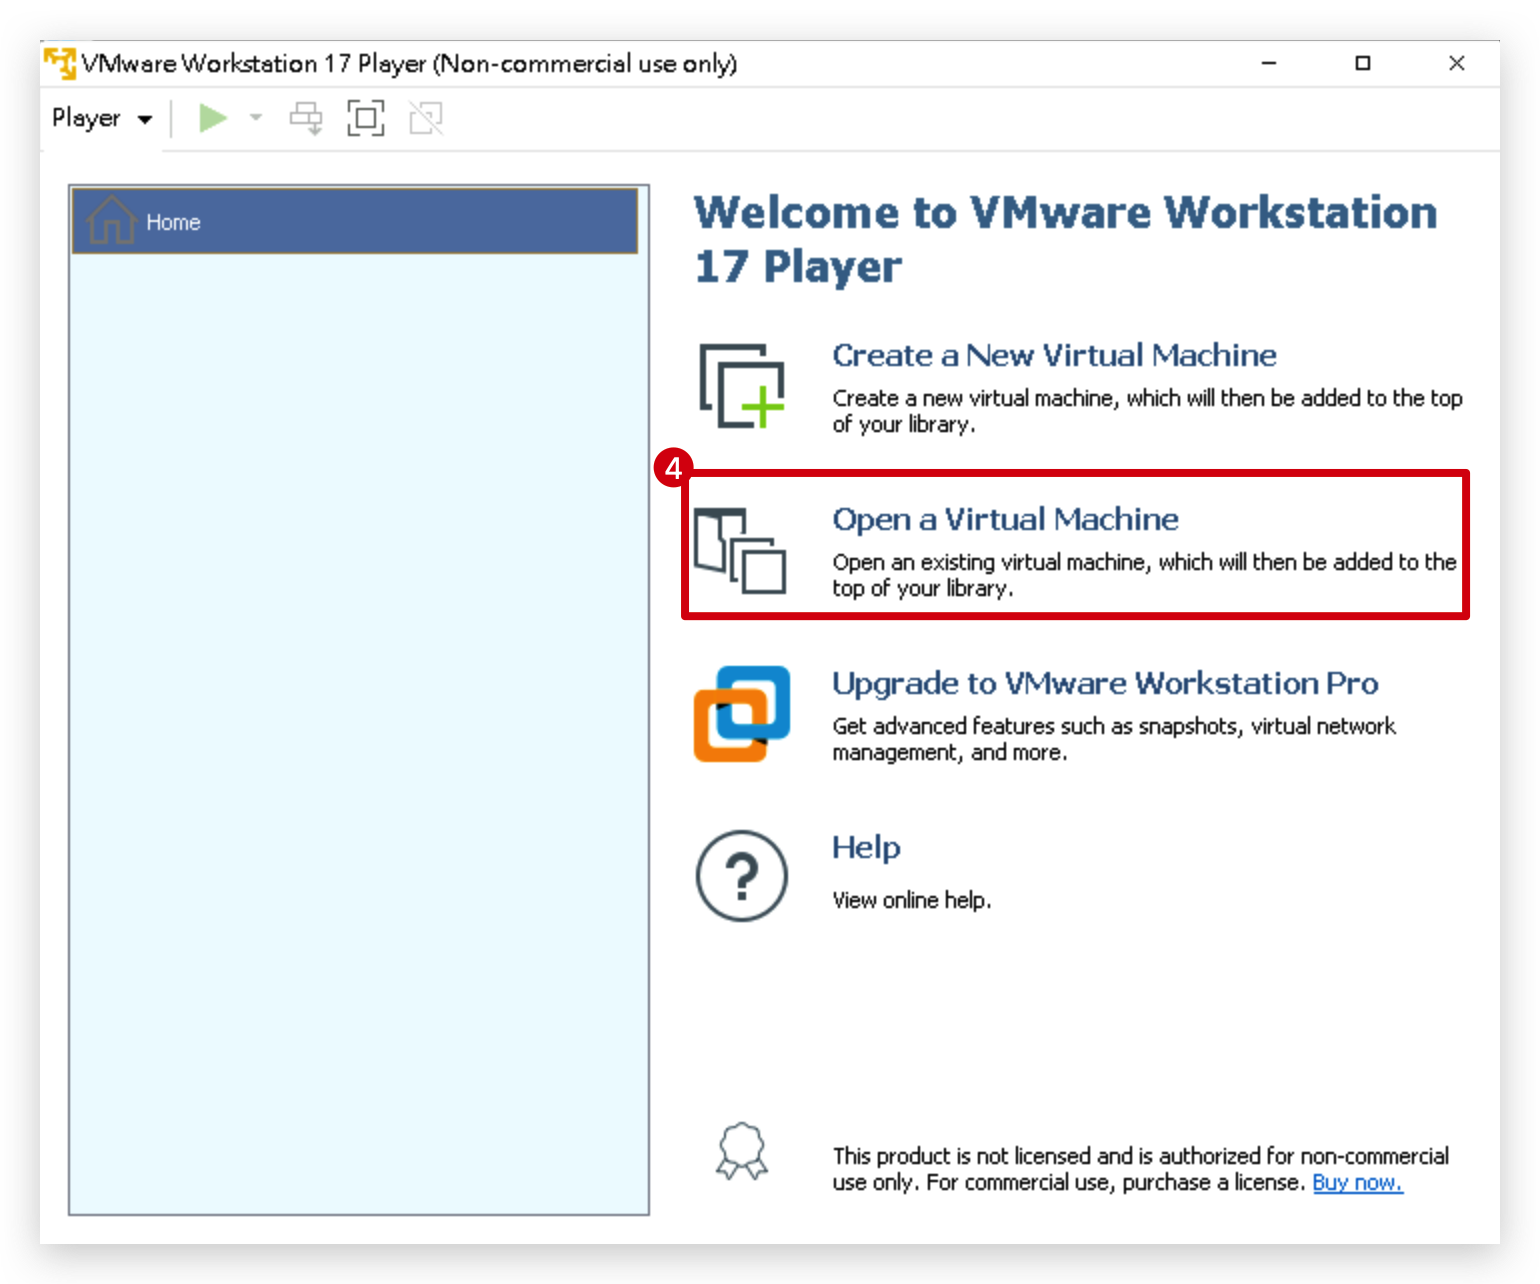 VMware Workstation 17 Player (Non-commercial use only)
Player
Home
Welcome to VMware Workstation
17 Player
Create a New Virtual Machine
Create a new virtual machine, which will then be added to the top
of your library.
4
Open a Virtual Machine
Open an existing virtual machine, which will then be added to the
top of your library.
Upgrade to VMware Workstation Pro
Get advanced features such as snapshots, virtual network
management, and more.
?
Help
View online help.
This product is not licensed and is authorized for non-commercial
use only. For commercial use, purchase a license. Buy now.